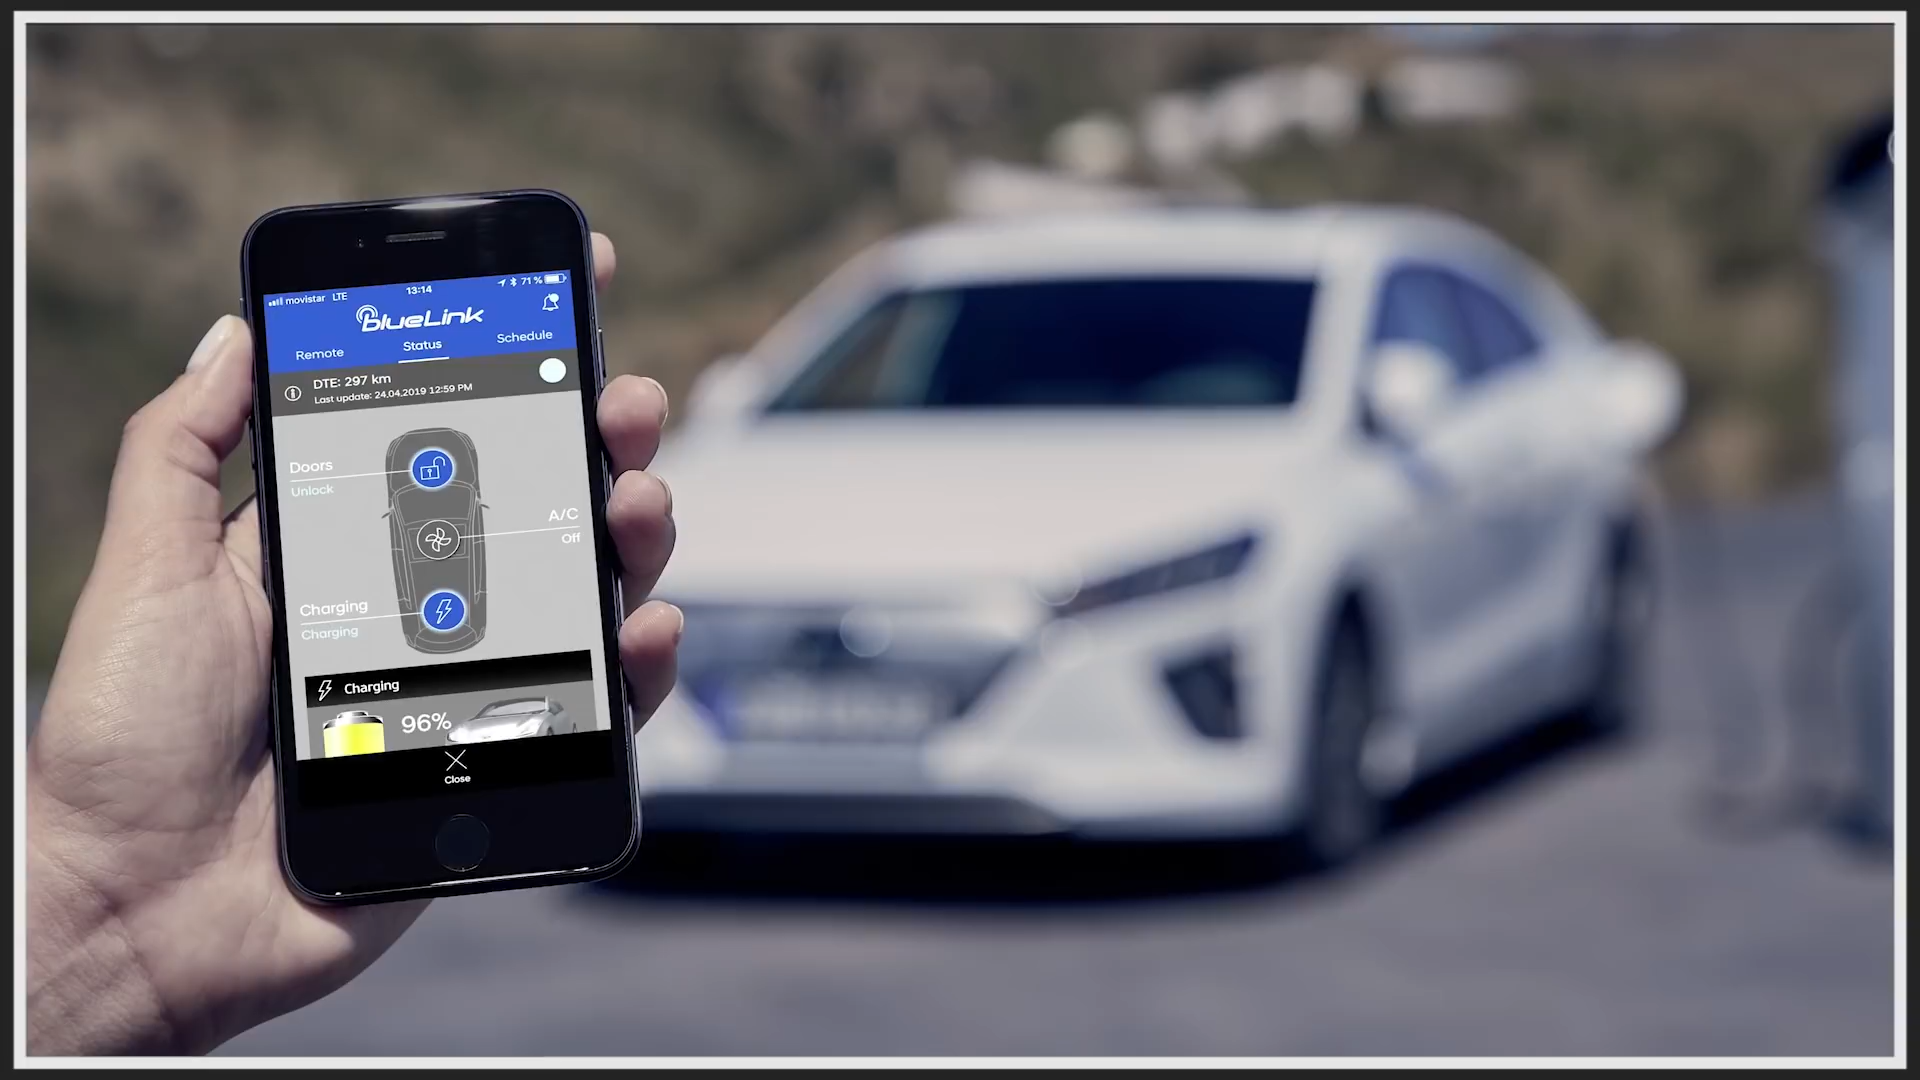 movistar LTE 13:14 71 %
blueLink
Remote Status Schedule
DTE: 297 km
Last update: 24.04.2019 12:59 PM
Doors
Unlock
A/C
Off
Charging
Charging
Charging
96%
Close